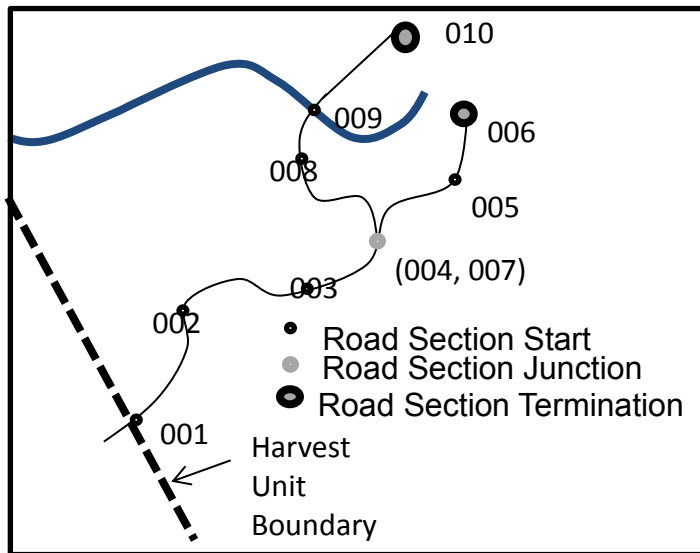 010
009
006
008
005
(004, 007)
003
002
Road Section Start
Road Section Junction
Road Section Termination
001
Harvest
Unit
Boundary